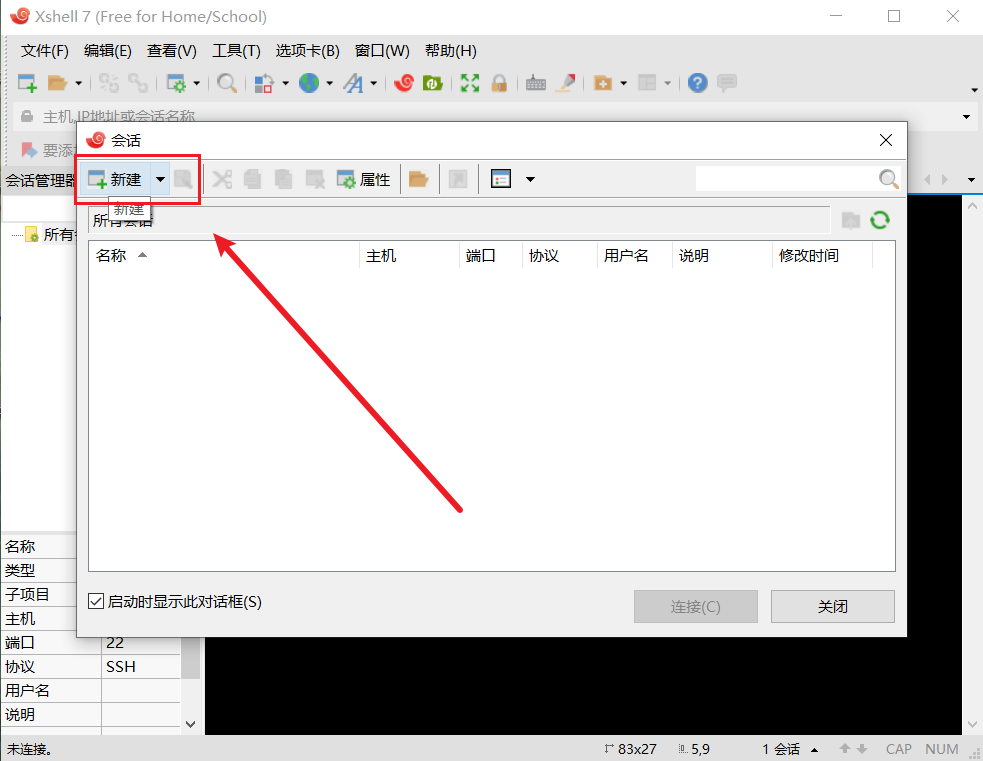 Xshell 7 (Free for Home/School)
文件(F) 编辑(E) 查看(V) 工具(T) 选项卡(B) 窗口(W) 帮助(H)
主机,IP地址或会话名称
会话
要添
会话管理器
新建 属性
新建
所有会话
所有
名称 主机 端口 协议 用户名 说明 修改时间
启动时显示此对话框(S) 连接(C) 关闭
名称
类型
子项目
主机
端口 22
协议 SSH
用户名
说明
未连接。 83x27 5,9 1 会话 CAP NUM